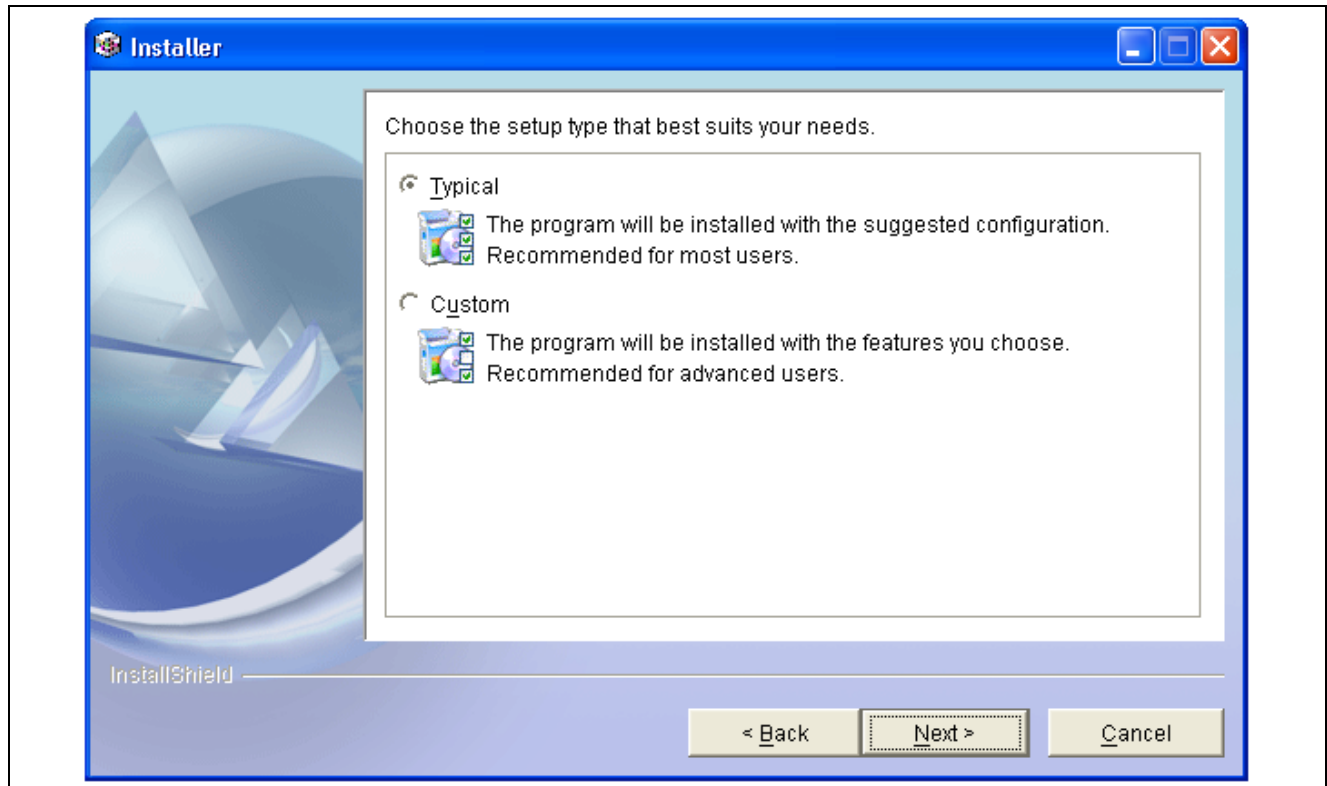 Installer
Choose the setup type that best suits your needs.
Typical
The program will be installed with the suggested configuration.
Recommended for most users.
Custom
The program will be installed with the features you choose.
Recommended for advanced users.
InstallShield
< Back
Next >
Cancel